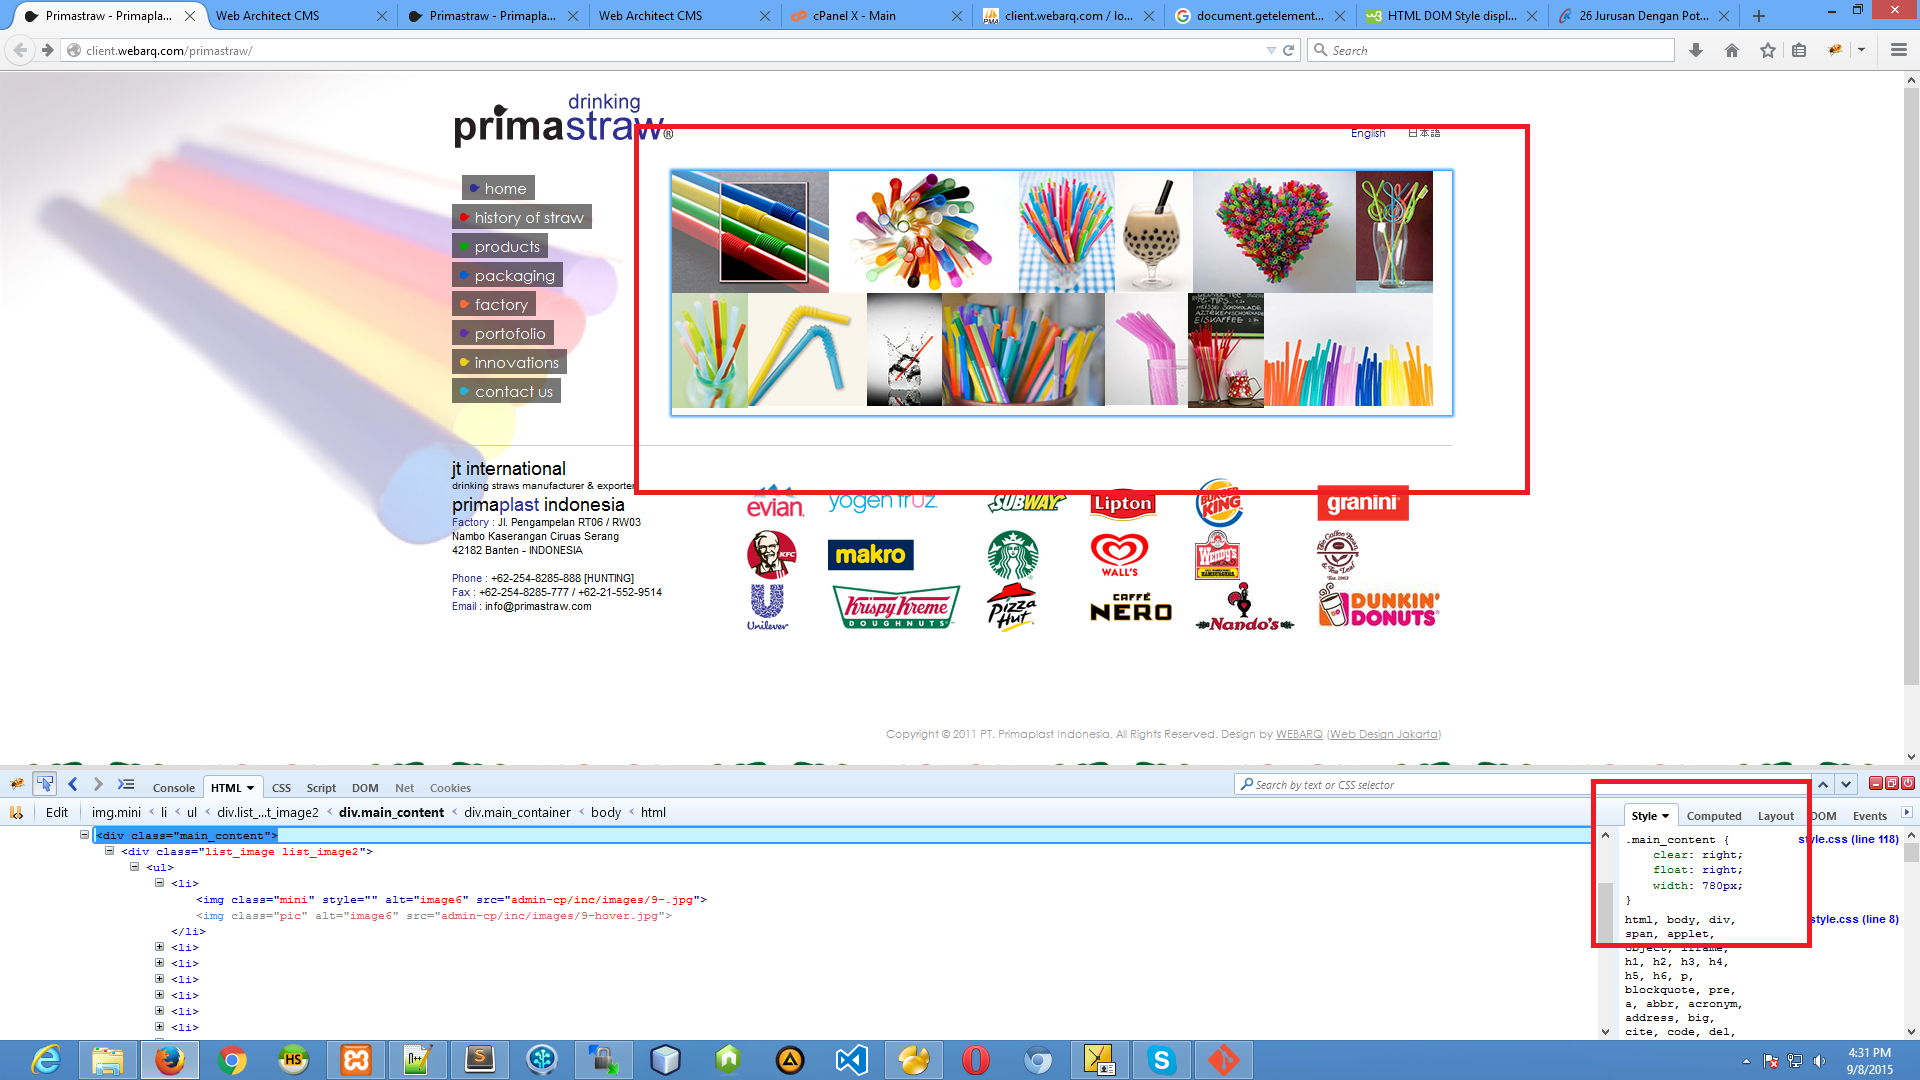 Primastraw - Primapla...
Web Architect CMS
Primastraw - Primapla...
Web Architect CMS
cPanel X - Main
client.webarq.com / lo...
document.getelement...
HTML DOM Style displ...
26 Jurusan Dengan Pot...
client.webarq.com/primastraw/
Search
drinking
primastraw®
English 日本語
home
history of straw
products
packaging
factory
portofolio
innovations
contact us
jt international
drinking straws manufacturer & exporter
primaplast indonesia
Factory : Jl. Pengampelan RT06 / RW03
Nambo Kaserangan Ciruas Serang
42182 Banten - INDONESIA
Phone : +62-254-8285-888 [HUNTING]
Fax : +62-254-8285-777 / +62-21-552-9514
Email : info@primastraw.com
evian.
yogen fruz
SUBWAY
Lipton
BURGER KING
granini
KFC
makro
WALL'S
Wendy's
HAMBURGERS
The Coffee Bean & Tea Leaf
Unilever
Krispy Kreme
DOUGHNUTS
Pizza Hut
CAFFÈ NERO
Nando's
DUNKIN' DONUTS
Copyright © 2011 PT. Primaplast Indonesia. All Rights Reserved. Design by WEBARQ (Web Design Jakarta)
Console HTML CSS Script DOM Net Cookies
Search by text or CSS selector
Edit img.mini < li < ul < div.list_...t_image2 < div.main_content < div.main_container < body < html
Style Computed Layout DOM Events
<div class="main_content">
<div class="list_image list_image2">
<ul>
<li>
<img class="mini" style="" alt="image6" src="admin-cp/inc/images/9-.jpg">
<img class="pic" alt="image6" src="admin-cp/inc/images/9-hover.jpg">
</li>
<li>
<li>
<li>
<li>
<li>
<li>
.main_content { style.css (line 118)
clear: right;
float: right;
width: 780px;
}
html, body, div, style.css (line 8)
span, applet,
object, iframe,
h1, h2, h3, h4,
h5, h6, p,
blockquote, pre,
a, abbr, acronym,
address, big,
cite, code, del,
4:31 PM
9/8/2015